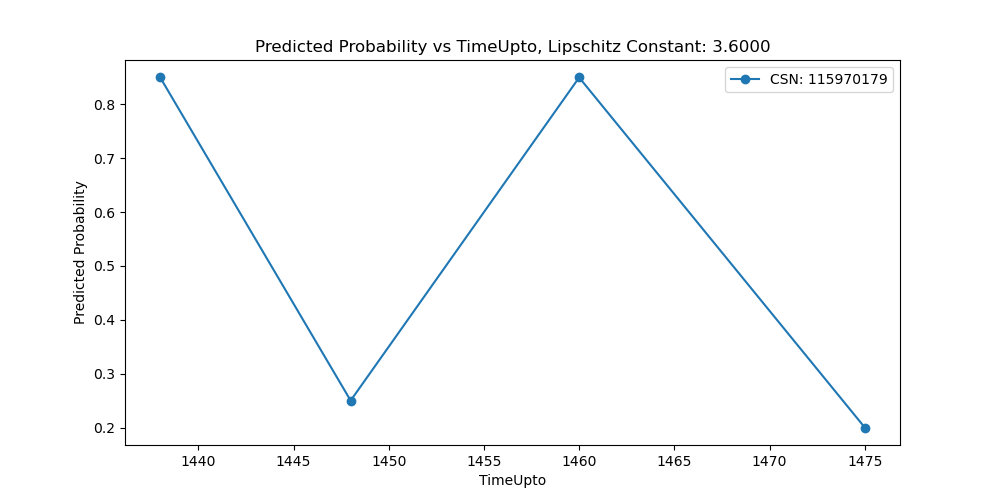 Predicted Probability vs TimeUpto, Lipschitz Constant: 3.6000
CSN: 115970179
Predicted Probability
0.8
0.7
0.6
0.5
0.4
0.3
0.2
1440 1445 1450 1455 1460 1465 1470 1475
TimeUpto